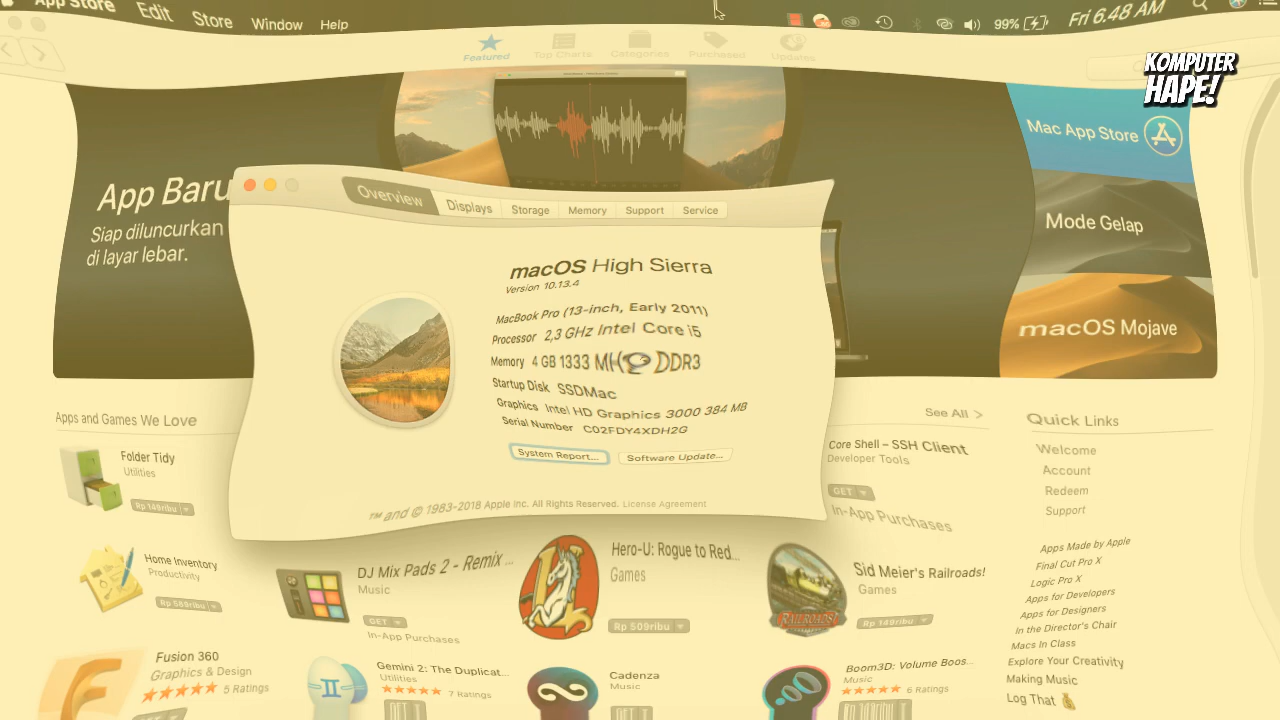 App Store Edit Store Window Help 99% Fri 6.48 AM
Featured Top Charts Categories Purchased Updates
KOMPUTER
HAPE!
App Baru
Siap diluncurkan
di layar lebar.
Mac App Store
Mode Gelap
macOS Mojave
Overview Displays Storage Memory Support Service
macOS High Sierra
Version 10.13.4
MacBook Pro (13-inch, Early 2011)
Processor 2,3 GHz Intel Core i5
Memory 4 GB 1333 MHz DDR3
Startup Disk SSDMac
Graphics Intel HD Graphics 3000 384 MB
Serial Number C02FDY4XDH2G
System Report... Software Update...
™ and © 1983-2018 Apple Inc. All Rights Reserved. License Agreement
Apps and Games We Love
See All >
Folder Tidy
Utilities
Rp 149ribu
Core Shell – SSH Client
Developer Tools
GET
In-App Purchases
Home Inventory
Productivity
Rp 589ribu
DJ Mix Pads 2 - Remix ...
Music
GET
In-App Purchases
Hero-U: Rogue to Red...
Games
Rp 509ribu
Sid Meier's Railroads!
Games
Rp 149ribu
RAILROADS!
Fusion 360
Graphics & Design
5 Ratings
GET
Gemini 2: The Duplicat...
Utilities
7 Ratings
GET
Cadenza
Music
GET
Boom3D: Volume Boos...
Music
6 Ratings
Quick Links
Welcome
Account
Redeem
Support
Apps Made by Apple
Final Cut Pro X
Logic Pro X
Apps for Developers
Apps for Designers
In the Director's Chair
Macs In Class
Explore Your Creativity
Making Music
Log That 💰